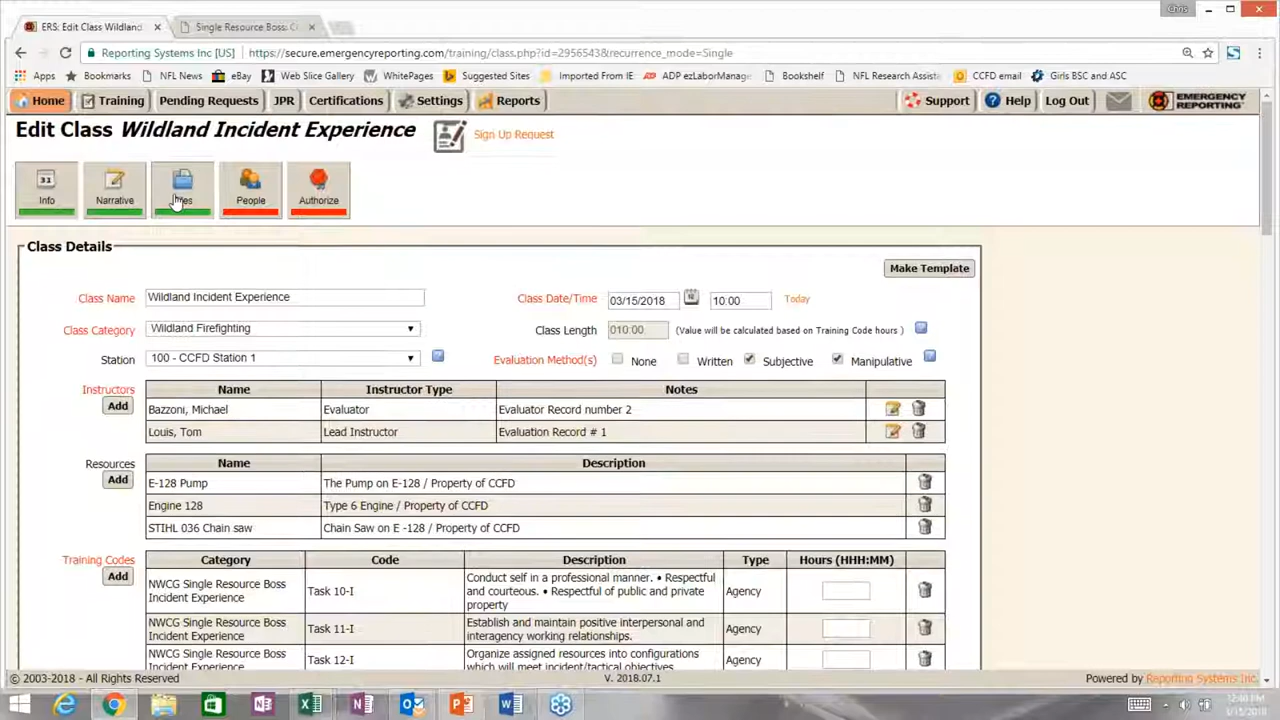 Chris
ERS: Edit Class Wildland
Single Resource Boss: C
Reporting Systems Inc [US] https://secure.emergencyreporting.com/training/class.php?id=2956543&recurrence_mode=Single
Apps Bookmarks NFL News eBay Web Slice Gallery WhitePages Suggested Sites Imported From IE ADP ezLaborManage Bookshelf NFL Research Assista CCFD email Girls BSC and ASC
Home Training Pending Requests JPR Certifications Settings Reports Support Help Log Out EMERGENCY REPORTING
Edit Class Wildland Incident Experience Sign Up Request
31
Info Narrative People Authorize
Class Details
Make Template
Class Name Wildland Incident Experience Class Date/Time 03/15/2018 10:00 Today
Class Category Wildland Firefighting Class Length 010:00 (Value will be calculated based on Training Code hours )
Station 100 - CCFD Station 1 Evaluation Method(s) None Written Subjective Manipulative
Instructors Add
Name Instructor Type Notes
Bazzoni, Michael Evaluator Evaluator Record number 2
Louis, Tom Lead Instructor Evaluation Record # 1
Resources Add
Name Description
E-128 Pump The Pump on E-128 / Property of CCFD
Engine 128 Type 6 Engine / Property of CCFD
STIHL 036 Chain saw Chain Saw on E -128 / Property of CCFD
Training Codes Add
Category Code Description Type Hours (HHH:MM)
NWCG Single Resource Boss Incident Experience Task 10-I Conduct self in a professional manner. • Respectful and courteous. • Respectful of public and private property Agency
NWCG Single Resource Boss Incident Experience Task 11-I Establish and maintain positive interpersonal and interagency working relationships. Agency
NWCG Single Resource Boss Incident Experience Task 12-I Organize assigned resources into configurations which will meet incident/tactical objectives. Agency
© 2003-2018 - All Rights Reserved V. 2018.07.1 Powered by Reporting Systems Inc.